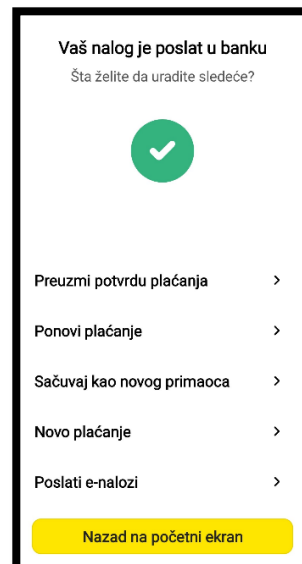 Vaš nalog je poslat u banku
Šta želite da uradite sledeće?
Preuzmi potvrdu plaćanja
Ponovi plaćanje
Sačuvaj kao novog primaoca
Novo plaćanje
Poslati e-nalozi
Nazad na početni ekran